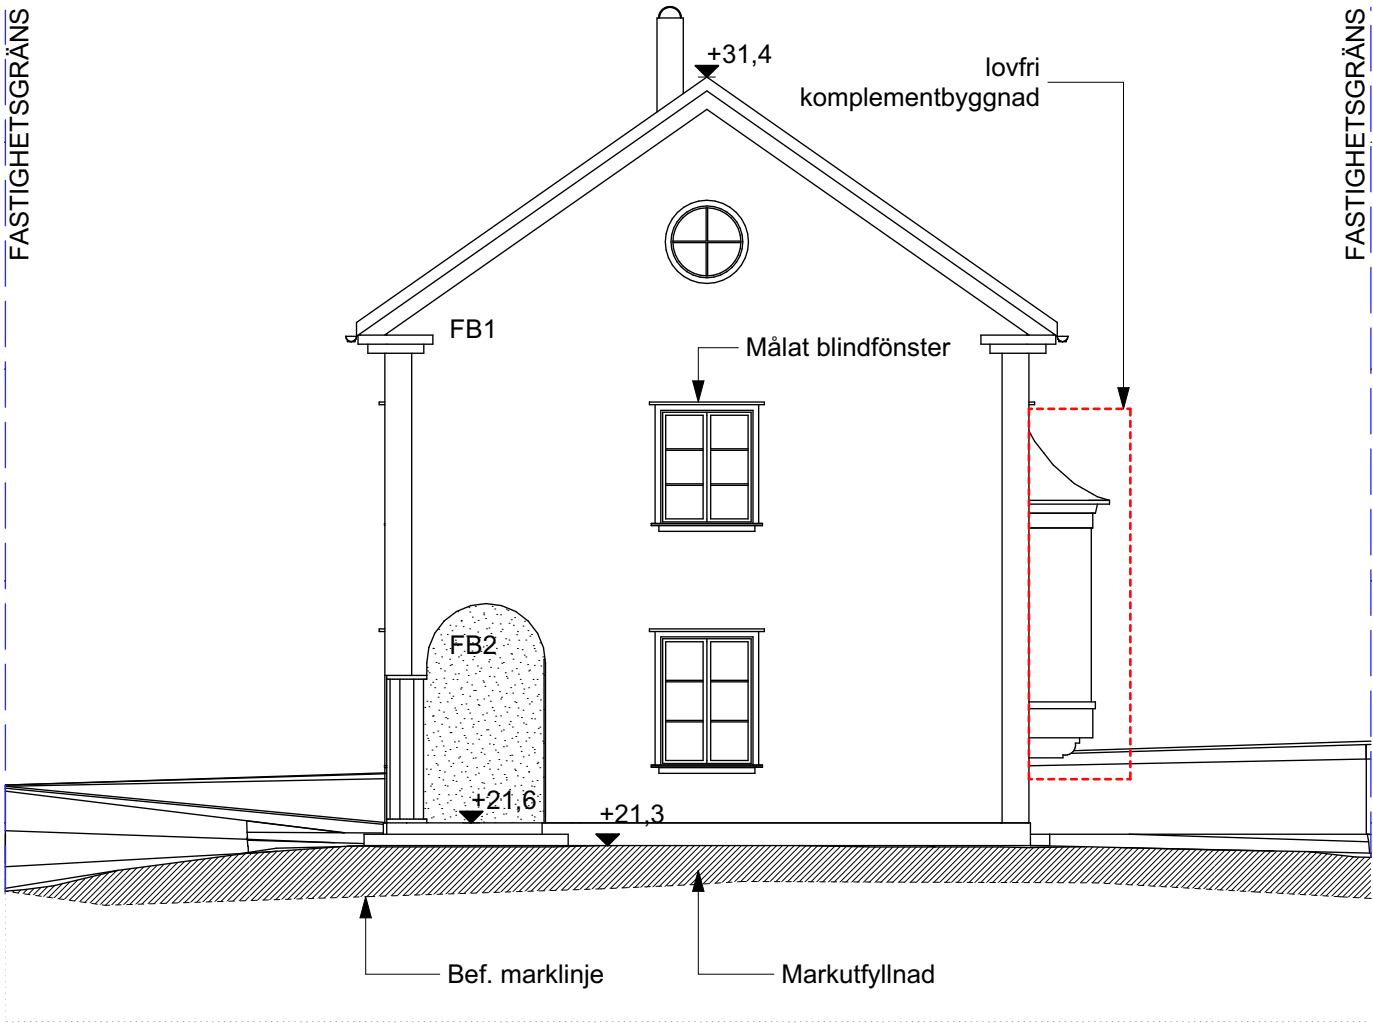 FASTIGHETSGRÄNS
+31,4
lovfri
komplementbyggnad
FASTIGHETSGRÄNS
FB1
Målat blindfönster
FB2
+21,6
+21,3
Bef. marklinje
Markutfyllnad